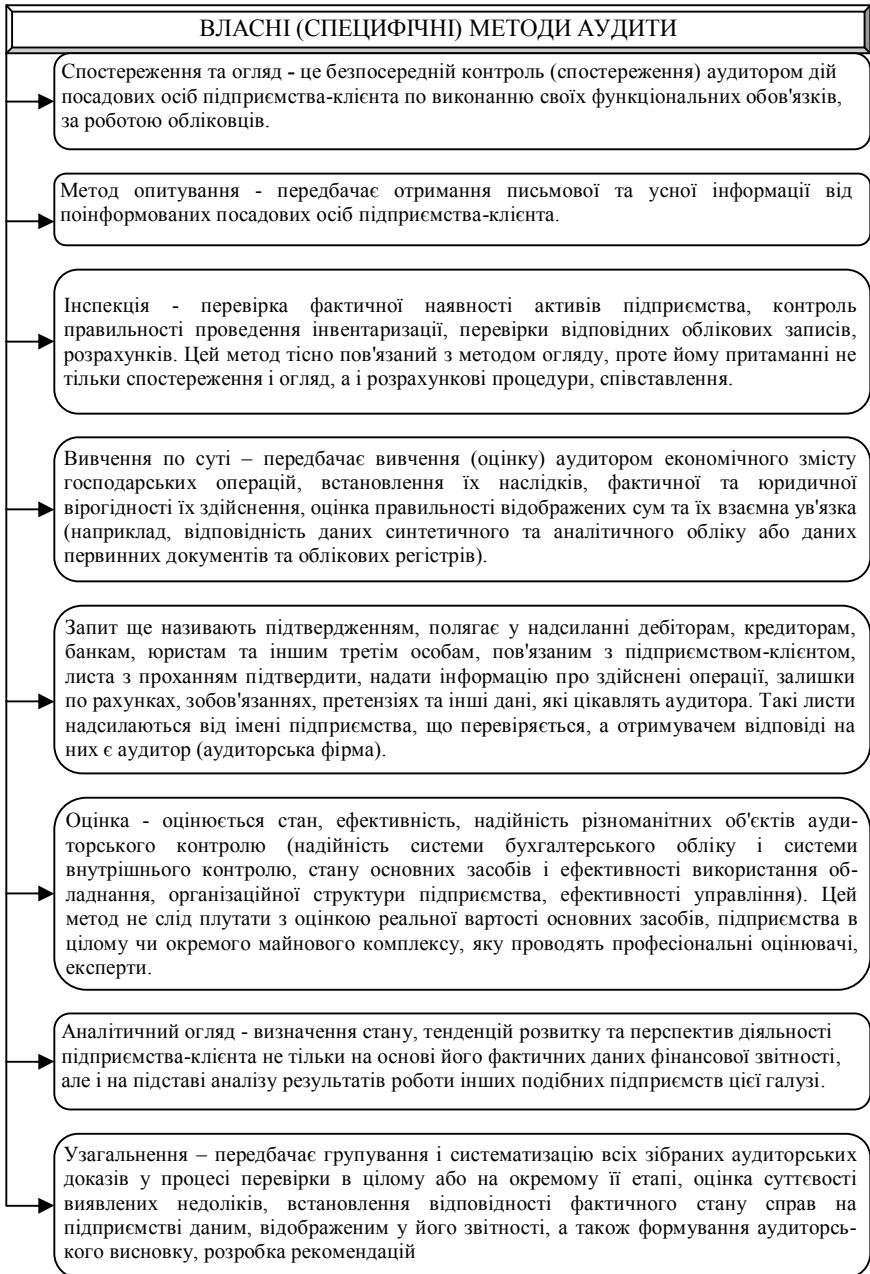 ВЛАСНІ (СПЕЦИФІЧНІ) МЕТОДИ АУДИТИ
Спостереження та огляд - це безпосередній контроль (спостереження) аудитором дій
посадових осіб підприємства-клієнта по виконанню своїх функціональних обов'язків,
за роботою обліковців.
Метод опитування - передбачає отримання письмової та усної інформації від
поінформованих посадових осіб підприємства-клієнта.
Інспекція - перевірка фактичної наявності активів підприємства, контроль
правильності проведення інвентаризації, перевірки відповідних облікових записів,
розрахунків. Цей метод тісно пов'язаний з методом огляду, проте йому притаманні не
тільки спостереження і огляд, а і розрахункові процедури, співставлення.
Вивчення по суті – передбачає вивчення (оцінку) аудитором економічного змісту
господарських операцій, встановлення їх наслідків, фактичної та юридичної
вірогідності їх здійснення, оцінка правильності відображених сум та їх взаємна ув'язка
(наприклад, відповідність даних синтетичного та аналітичного обліку або даних
первинних документів та облікових регістрів).
Запит ще називають підтвердженням, полягає у надсиланні дебіторам, кредиторам,
банкам, юристам та іншим третім особам, пов'язаним з підприємством-клієнтом,
листа з проханням підтвердити, надати інформацію про здійснені операції, залишки
по рахунках, зобов'язаннях, претензіях та інші дані, які цікавлять аудитора. Такі листи
надсилаються від імені підприємства, що перевіряється, а отримувачем відповіді на
них є аудитор (аудиторська фірма).
Оцінка - оцінюється стан, ефективність, надійність різноманітних об'єктів ауди-
торського контролю (надійність системи бухгалтерського обліку і системи
внутрішнього контролю, стану основних засобів і ефективності використання об-
ладнання, організаційної структури підприємства, ефективності управління). Цей
метод не слід плутати з оцінкою реальної вартості основних засобів, підприємства в
цілому чи окремого майнового комплексу, яку проводять професіональні оцінювачі,
експерти.
Аналітичний огляд - визначення стану, тенденцій розвитку та перспектив діяльності
підприємства-клієнта не тільки на основі його фактичних даних фінансової звітності,
але і на підставі аналізу результатів роботи інших подібних підприємств цієї галузі.
Узагальнення – передбачає групування і систематизацію всіх зібраних аудиторських
доказів у процесі перевірки в цілому або на окремому її етапі, оцінка суттєвості
виявлених недоліків, встановлення відповідності фактичного стану справ на
підприємстві даним, відображеним у його звітності, а також формування аудиторсь-
кого висновку, розробка рекомендацій